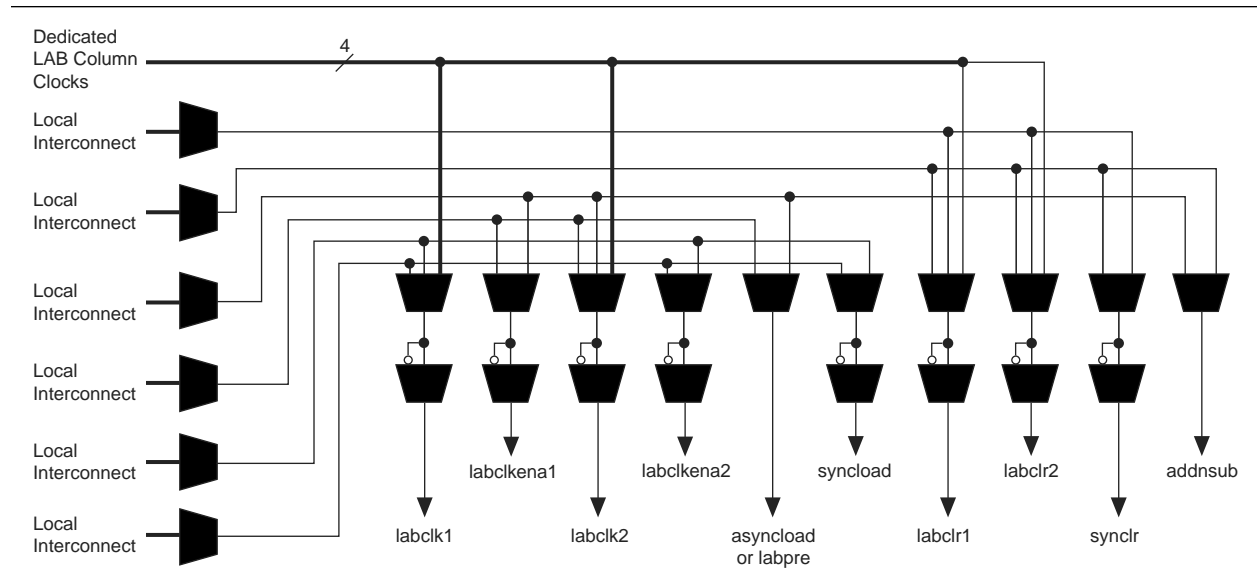 Dedicated
LAB Column
Clocks
4
Local
Interconnect
Local
Interconnect
Local
Interconnect
Local
Interconnect
Local
Interconnect
Local
Interconnect
labclkena1
labclkena2
syncload
labclr2
addnsub
labclk1
labclk2
asyncload
or labpre
labclr1
synclr